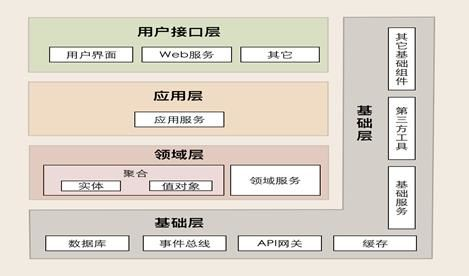 用户接口层
用户界面
Web服务
其它
应用层
应用服务
领域层
聚合
实体
值对象
领域服务
基础层
数据库
事件总线
API网关
缓存
基础层
其它基础组件
第三方工具
基础服务